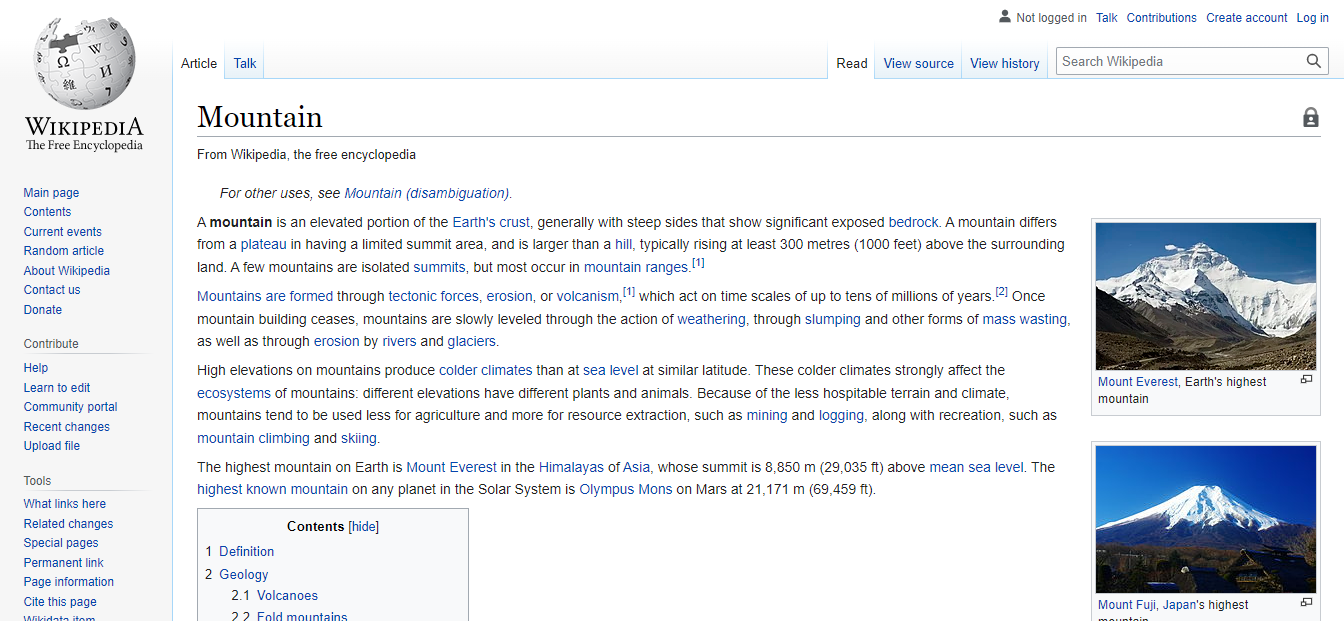 Not logged in Talk Contributions Create account Log in
Article Talk
Read View source View history
Search Wikipedia
WIKIPEDIA
The Free Encyclopedia
Main page
Contents
Current events
Random article
About Wikipedia
Contact us
Donate
Contribute
Help
Learn to edit
Community portal
Recent changes
Upload file
Tools
What links here
Related changes
Special pages
Permanent link
Page information
Cite this page
Wikidata item
Mountain
From Wikipedia, the free encyclopedia
For other uses, see Mountain (disambiguation).
A mountain is an elevated portion of the Earth's crust, generally with steep sides that show significant exposed bedrock. A mountain differs
from a plateau in having a limited summit area, and is larger than a hill, typically rising at least 300 metres (1000 feet) above the surrounding
land. A few mountains are isolated summits, but most occur in mountain ranges.[1]
Mountains are formed through tectonic forces, erosion, or volcanism,[1] which act on time scales of up to tens of millions of years.[2] Once
mountain building ceases, mountains are slowly leveled through the action of weathering, through slumping and other forms of mass wasting,
as well as through erosion by rivers and glaciers.
High elevations on mountains produce colder climates than at sea level at similar latitude. These colder climates strongly affect the
ecosystems of mountains: different elevations have different plants and animals. Because of the less hospitable terrain and climate,
mountains tend to be used less for agriculture and more for resource extraction, such as mining and logging, along with recreation, such as
mountain climbing and skiing.
The highest mountain on Earth is Mount Everest in the Himalayas of Asia, whose summit is 8,850 m (29,035 ft) above mean sea level. The
highest known mountain on any planet in the Solar System is Olympus Mons on Mars at 21,171 m (69,459 ft).
Contents [hide]
1 Definition
2 Geology
2.1 Volcanoes
2.2 Fold mountains
Mount Everest, Earth's highest
mountain
Mount Fuji, Japan's highest
mountain